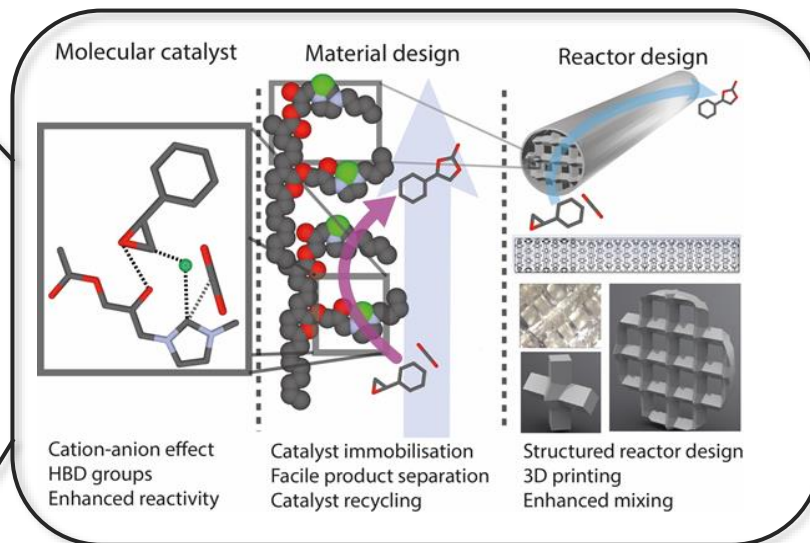 Molecular catalyst
Material design
Reactor design
Cation-anion effect
HBD groups
Enhanced reactivity
Catalyst immobilisation
Facile product separation
Catalyst recycling
Structured reactor design
3D printing
Enhanced mixing